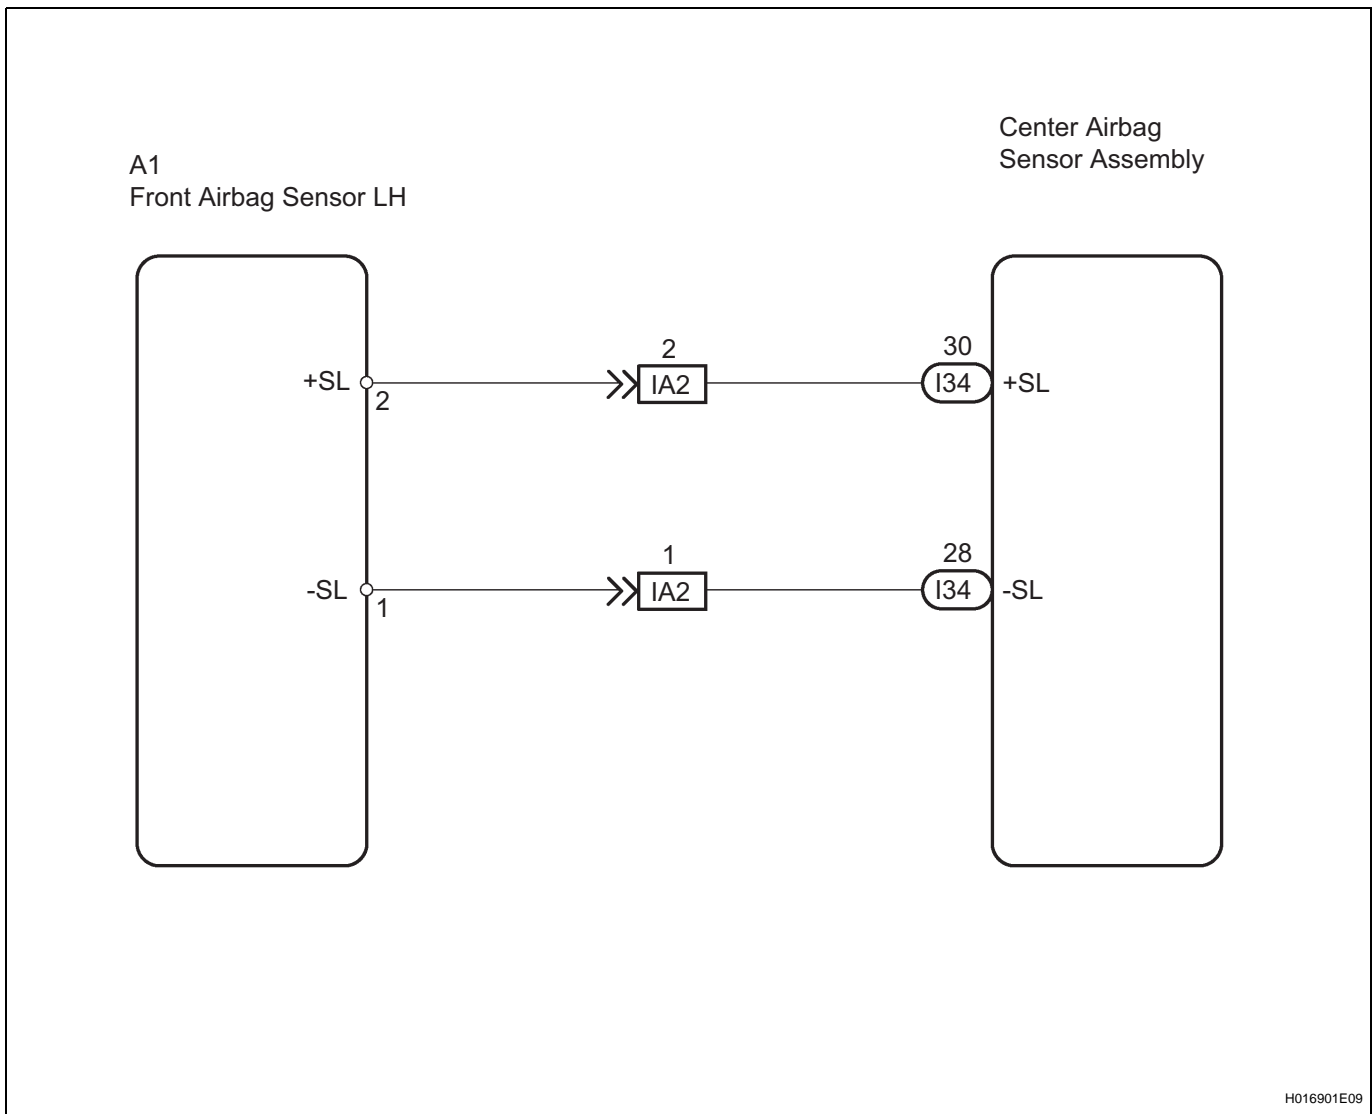 Center Airbag
Sensor Assembly
A1
Front Airbag Sensor LH
+SL
2
2
IA2
30
I34
+SL
-SL
1
1
IA2
28
I34
-SL
H016901E09